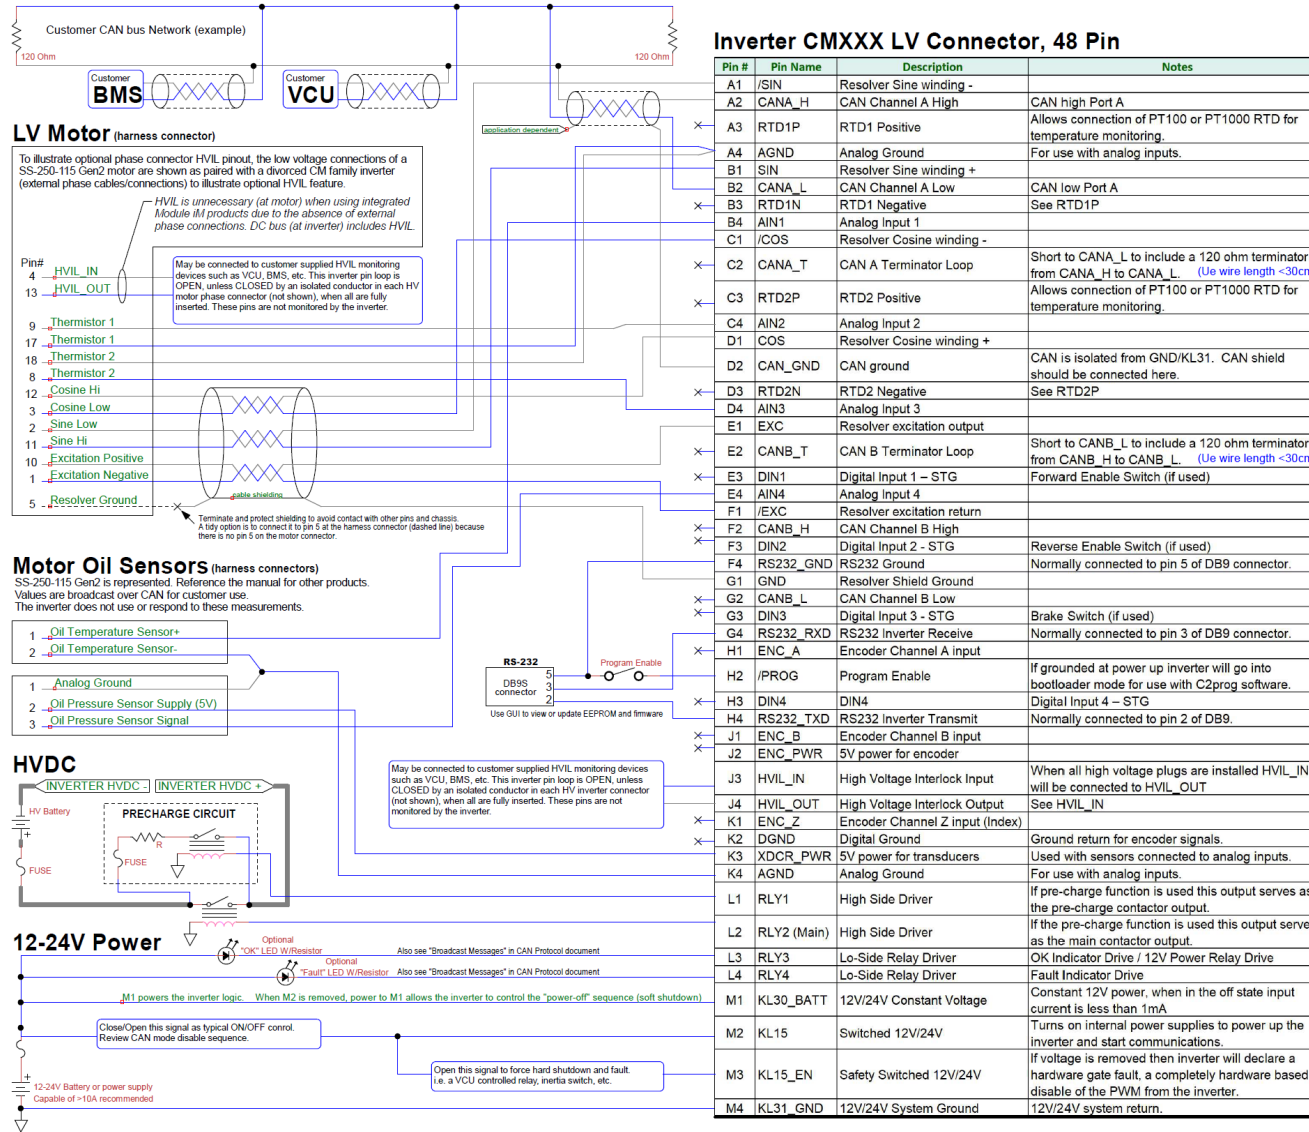 Customer CAN bus Network (example)
120 Ohm
120 Ohm
Customer
BMS
Customer
VCU
application dependent
LV Motor (harness connector)
To illustrate optional phase connector HVIL pinout, the low voltage connections of a
SS-250-115 Gen2 motor are shown as paired with a divorced CM family inverter
(external phase cables/connections) to illustrate optional HVIL feature.
HVIL is unnecessary (at motor) when using integrated
Module iM products due to the absence of external
phase connections. DC bus (at inverter) includes HVIL.
Pin#
4 HVIL_IN
13 HVIL_OUT
May be connected to customer supplied HVIL monitoring
devices such as VCU, BMS, etc. This inverter pin loop is
OPEN, unless CLOSED by an isolated conductor in each HV
motor phase connector (not shown), when all are fully
inserted. These pins are not monitored by the inverter.
9 Thermistor 1
17 Thermistor 1
18 Thermistor 2
8 Thermistor 2
12 Cosine Hi
3 Cosine Low
2 Sine Low
11 Sine Hi
10 Excitation Positive
1 Excitation Negative
5 Resolver Ground
cable shielding
Terminate and protect shielding to avoid contact with other pins and chassis.
A tidy option is to connect it to pin 5 at the harness connector (dashed line) because
there is no pin 5 on the motor connector.
Motor Oil Sensors (harness connectors)
SS-250-115 Gen2 is represented. Reference the manual for other products.
Values are broadcast over CAN for customer use.
The inverter does not use or respond to these measurements.
1 Oil Temperature Sensor+
2 Oil Temperature Sensor-
1 Analog Ground
2 Oil Pressure Sensor Supply (5V)
3 Oil Pressure Sensor Signal
RS-232
DB9S
connector
5
3
2
Program Enable
Use GUI to view or update EEPROM and firmware
HVDC
INVERTER HVDC -
INVERTER HVDC +
HV Battery
+
FUSE
PRECHARGE CIRCUIT
R
FUSE
May be connected to customer supplied HVIL monitoring devices
such as VCU, BMS, etc. This inverter pin loop is OPEN, unless
CLOSED by an isolated conductor in each HV inverter connector
(not shown), when all are fully inserted. These pins are not
monitored by the inverter.
12-24V Power
Optional
"OK" LED W/Resistor
Also see "Broadcast Messages" in CAN Protocol document
Optional
"Fault" LED W/Resistor
Also see "Broadcast Messages" in CAN Protocol document
M1 powers the inverter logic. When M2 is removed, power to M1 allows the inverter to control the "power-off" sequence (soft shutdown)
Close/Open this signal as typical ON/OFF conrol.
Review CAN mode disable sequence.
Open this signal to force hard shutdown and fault.
i.e. a VCU controlled relay, inertia switch, etc.
+
12-24V Battery or power supply
Capable of >10A recommended
Inverter CMXXX LV Connector, 48 Pin
Pin # Pin Name Description Notes
A1 /SIN Resolver Sine winding -
A2 CANA_H CAN Channel A High CAN high Port A
A3 RTD1P RTD1 Positive Allows connection of PT100 or PT1000 RTD for
temperature monitoring.
A4 AGND Analog Ground For use with analog inputs.
B1 SIN Resolver Sine winding +
B2 CANA_L CAN Channel A Low CAN low Port A
B3 RTD1N RTD1 Negative See RTD1P
B4 AIN1 Analog Input 1
C1 /COS Resolver Cosine winding -
C2 CANA_T CAN A Terminator Loop Short to CANA_L to include a 120 ohm terminator
from CANA_H to CANA_L. (Ue wire length <30cm
C3 RTD2P RTD2 Positive Allows connection of PT100 or PT1000 RTD for
temperature monitoring.
C4 AIN2 Analog Input 2
D1 COS Resolver Cosine winding +
D2 CAN_GND CAN ground CAN is isolated from GND/KL31. CAN shield
should be connected here.
D3 RTD2N RTD2 Negative See RTD2P
D4 AIN3 Analog Input 3
E1 EXC Resolver excitation output
E2 CANB_T CAN B Terminator Loop Short to CANB_L to include a 120 ohm terminator
from CANB_H to CANB_L. (Ue wire length <30cm
E3 DIN1 Digital Input 1 – STG Forward Enable Switch (if used)
E4 AIN4 Analog Input 4
F1 /EXC Resolver excitation return
F2 CANB_H CAN Channel B High
F3 DIN2 Digital Input 2 - STG Reverse Enable Switch (if used)
F4 RS232_GND RS232 Ground Normally connected to pin 5 of DB9 connector.
G1 GND Resolver Shield Ground
G2 CANB_L CAN Channel B Low
G3 DIN3 Digital Input 3 - STG Brake Switch (if used)
G4 RS232_RXD RS232 Inverter Receive Normally connected to pin 3 of DB9 connector.
H1 ENC_A Encoder Channel A input
H2 /PROG Program Enable If grounded at power up inverter will go into
bootloader mode for use with C2prog software.
H3 DIN4 DIN4 Digital Input 4 – STG
H4 RS232_TXD RS232 Inverter Transmit Normally connected to pin 2 of DB9.
J1 ENC_B Encoder Channel B input
J2 ENC_PWR 5V power for encoder
J3 HVIL_IN High Voltage Interlock Input When all high voltage plugs are installed HVIL_IN
will be connected to HVIL_OUT
J4 HVIL_OUT High Voltage Interlock Output See HVIL_IN
K1 ENC_Z Encoder Channel Z input (Index)
K2 DGND Digital Ground Ground return for encoder signals.
K3 XDCR_PWR 5V power for transducers Used with sensors connected to analog inputs.
K4 AGND Analog Ground For use with analog inputs.
L1 RLY1 High Side Driver If pre-charge function is used this output serves as
the pre-charge contactor output.
L2 RLY2 (Main) High Side Driver If the pre-charge function is used this output serve
as the main contactor output.
L3 RLY3 Lo-Side Relay Driver OK Indicator Drive / 12V Power Relay Drive
L4 RLY4 Lo-Side Relay Driver Fault Indicator Drive
M1 KL30_BATT 12V/24V Constant Voltage Constant 12V power, when in the off state input
current is less than 1mA
M2 KL15 Switched 12V/24V Turns on internal power supplies to power up the
inverter and start communications.
M3 KL15_EN Safety Switched 12V/24V If voltage is removed then inverter will declare a
hardware gate fault, a completely hardware based
disable of the PWM from the inverter.
M4 KL31_GND 12V/24V System Ground 12V/24V system return.